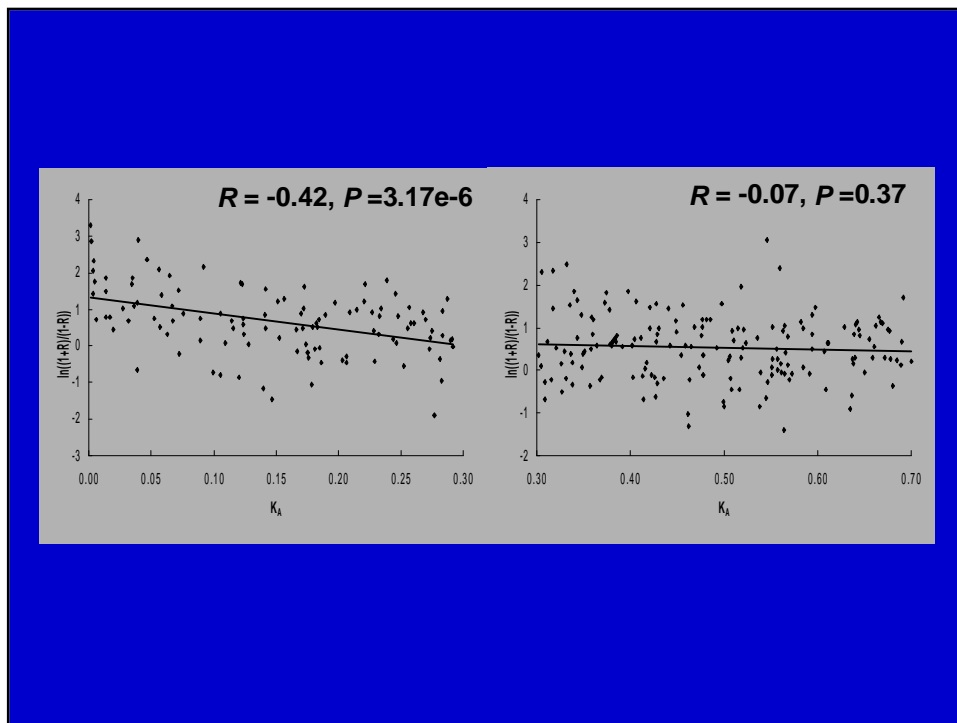 R = -0.42, P =3.17e-6
4
3
2
1
0
-1
-2
-3
ln((1+R)/(1-R))
0.00 0.05 0.10 0.15 0.20 0.25 0.30
KA
R = -0.07, P=0.37
4
3
2
1
0
-1
-2
ln((1+R)/(1-R))
0.30 0.40 0.50 0.60 0.70
KA